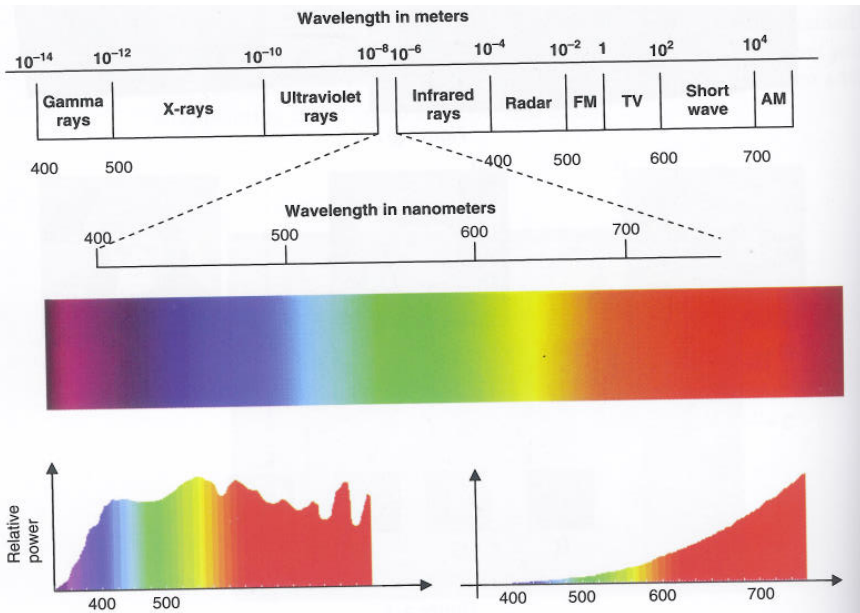 Wavelength in meters
10⁻¹⁴ 10⁻¹² 10⁻¹⁰ 10⁻⁸ 10⁻⁶ 10⁻⁴ 10⁻² 1 10² 10⁴
Gamma rays X-rays Ultraviolet rays Infrared rays Radar FM TV Short wave AM
400 500 400 500 600 700
Wavelength in nanometers
400 500 600 700
Relative power
400 500 400 500 600 700